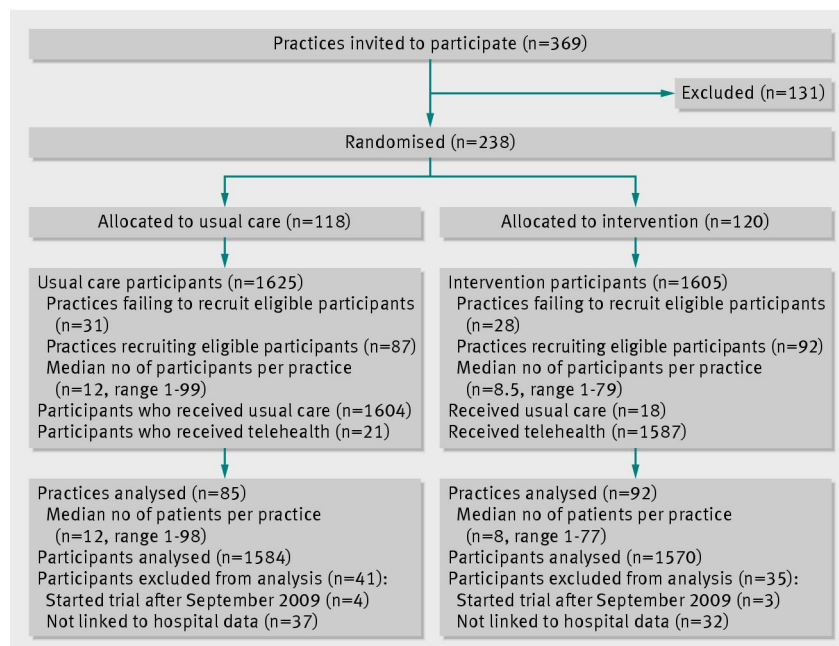 Practices invited to participate (n=369)
Excluded (n=131)
Randomised (n=238)
Allocated to usual care (n=118)
Allocated to intervention (n=120)
Usual care participants (n=1625)
Practices failing to recruit eligible participants
(n=31)
Practices recruiting eligible participants (n=87)
Median no of participants per practice
(n=12, range 1-99)
Participants who received usual care (n=1604)
Participants who received telehealth (n=21)
Intervention participants (n=1605)
Practices failing to recruit eligible participants
(n=28)
Practices recruiting eligible participants (n=92)
Median no of participants per practice
(n=8.5, range 1-79)
Received usual care (n=18)
Received telehealth (n=1587)
Practices analysed (n=85)
Median no of patients per practice
(n=12, range 1-98)
Participants analysed (n=1584)
Participants excluded from analysis (n=41):
Started trial after September 2009 (n=4)
Not linked to hospital data (n=37)
Practices analysed (n=92)
Median no of patients per practice
(n=8, range 1-77)
Participants analysed (n=1570)
Participants excluded from analysis (n=35):
Started trial after September 2009 (n=3)
Not linked to hospital data (n=32)